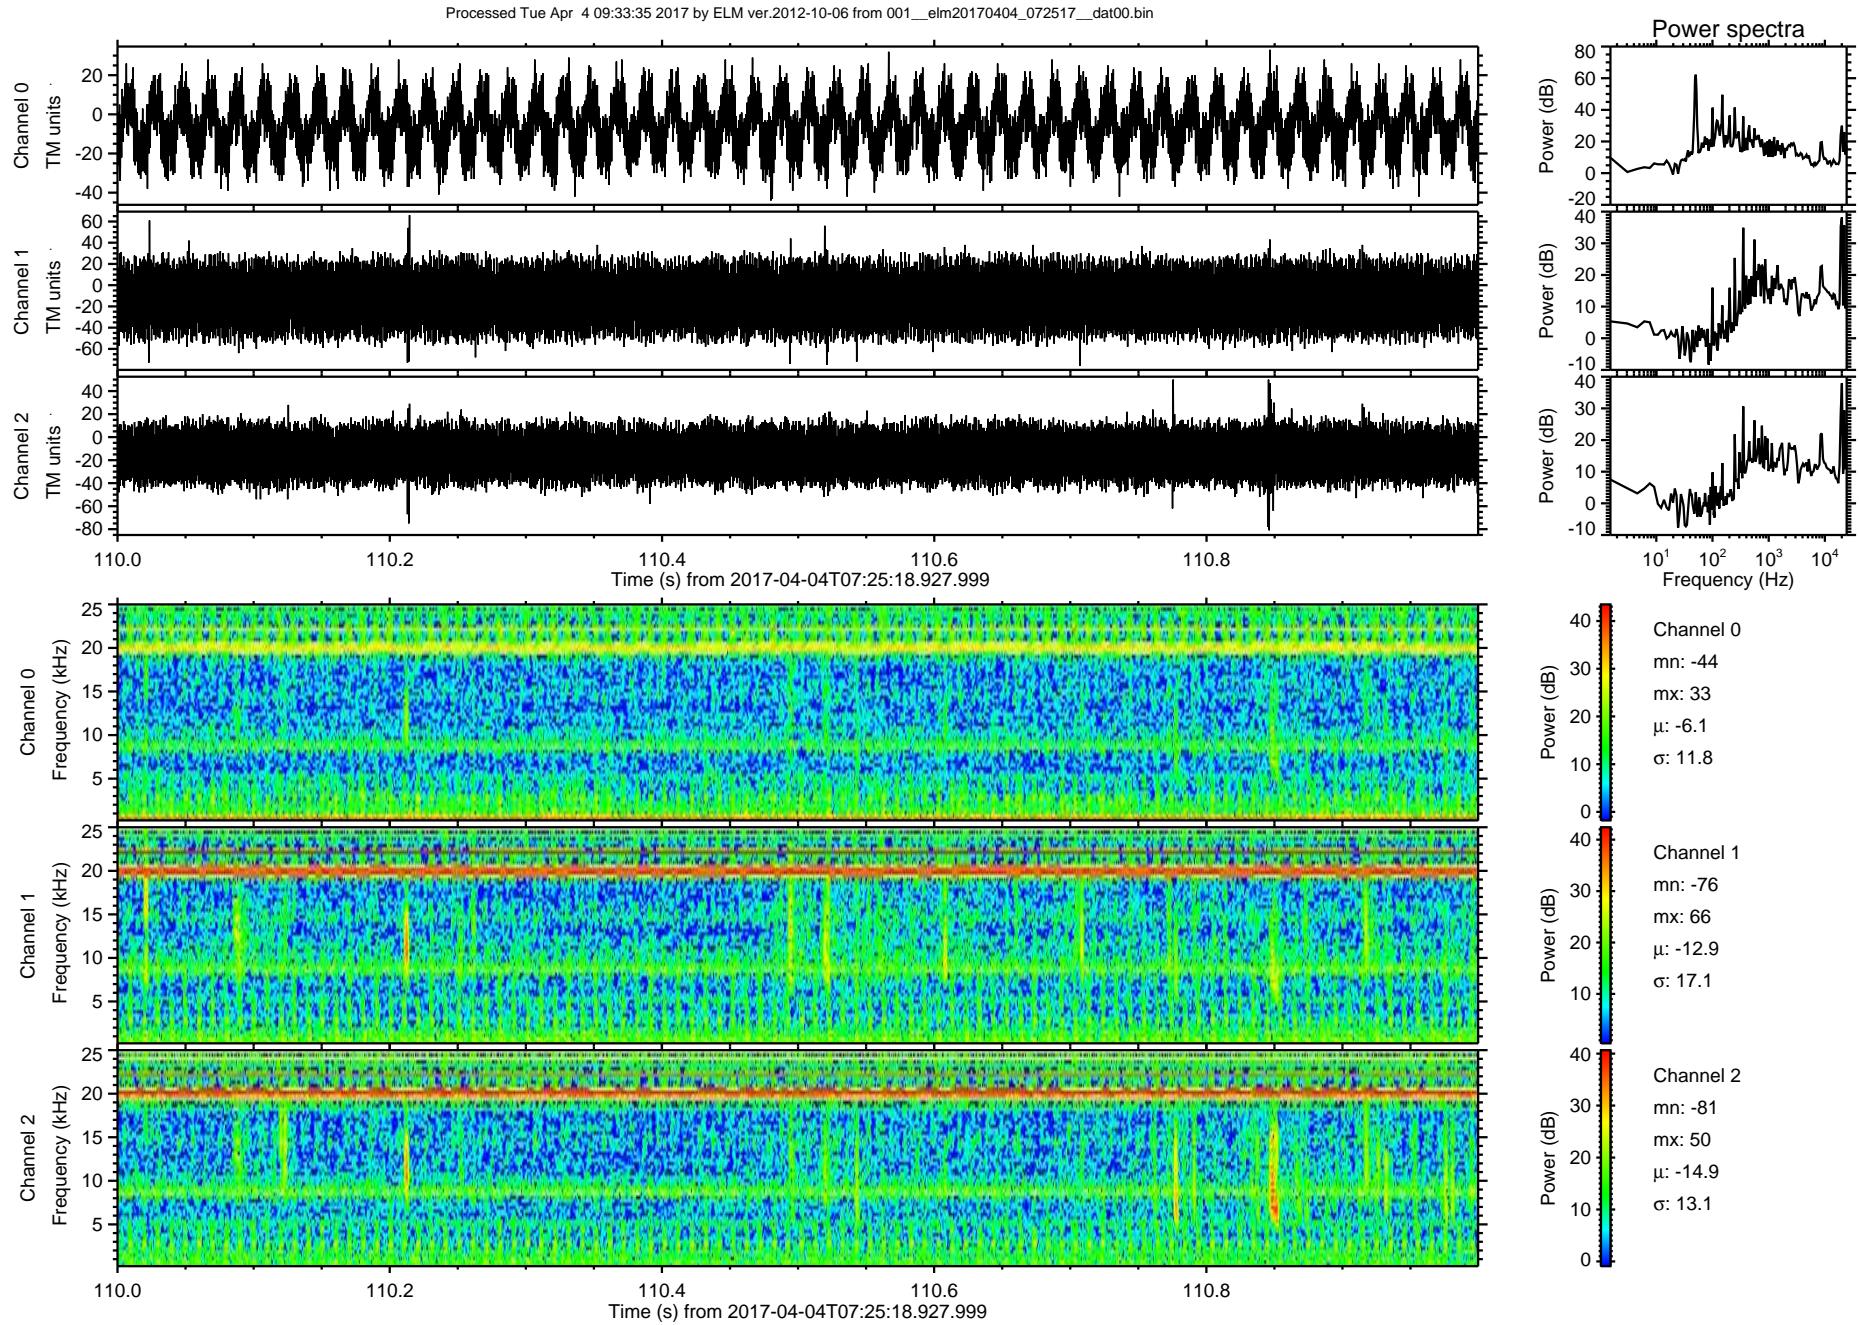 Processed Tue Apr  4 09:33:35 2017 by ELM ver.2012-10-06 from 001__elm20170404_072517__dat00.bin
Power spectra
Channel 0
TM units
20
0
-20
-40
Power (dB)
80
60
40
20
0
-20
Channel 1
TM units
60
40
20
0
-20
-40
-60
Power (dB)
40
30
20
10
0
-10
Channel 2
TM units
40
20
0
-20
-40
-60
-80
Power (dB)
40
30
20
10
0
-10
110.0 110.2 110.4 110.6 110.8
Time (s) from 2017-04-04T07:25:18.927.999
10¹ 10² 10³ 10⁴
Frequency (Hz)
Channel 0
Frequency (kHz)
25
20
15
10
5
Power (dB)
40
30
20
10
0
Channel 0
mn: -44
mx: 33
μ: -6.1
σ: 11.8
Channel 1
Frequency (kHz)
25
20
15
10
5
Power (dB)
40
30
20
10
Channel 1
mn: -76
mx: 66
μ: -12.9
σ: 17.1
Channel 2
Frequency (kHz)
25
20
15
10
5
Power (dB)
40
30
20
10
0
Channel 2
mn: -81
mx: 50
μ: -14.9
σ: 13.1
110.0 110.2 110.4 110.6 110.8
Time (s) from 2017-04-04T07:25:18.927.999